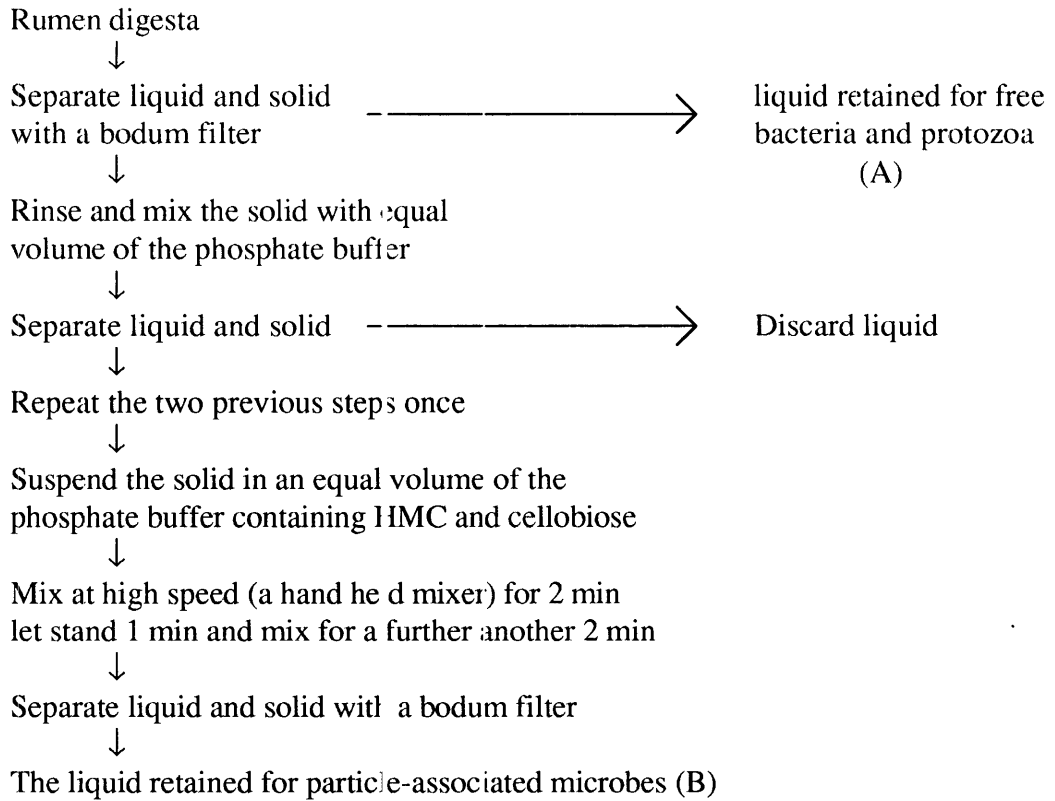 Rumen digesta
↓
Separate liquid and solid
with a bodum filter
liquid retained for free
bacteria and protozoa
(A)
↓
Rinse and mix the solid with equal
volume of the phosphate buffer
↓
Separate liquid and solid
Discard liquid
↓
Repeat the two previous steps once
↓
Suspend the solid in an equal volume of the
phosphate buffer containing HMC and cellobiose
↓
Mix at high speed (a hand he d mixer) for 2 min
let stand 1 min and mix for a further another 2 min
↓
Separate liquid and solid with a bodum filter
↓
The liquid retained for particle-associated microbes (B)